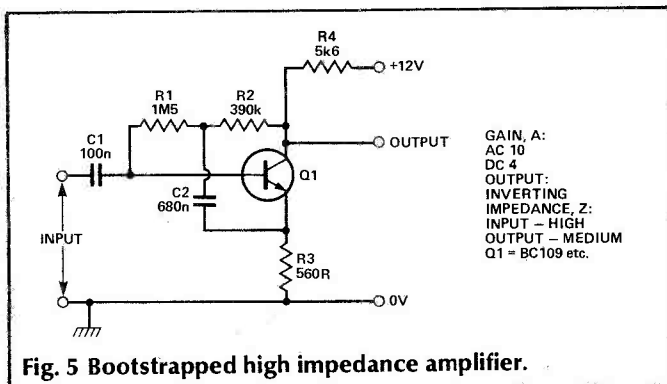 R4
5k6
+12V
R1
1M5
R2
390k
C1
100n
OUTPUT
Q1
C2
680n
INPUT
R3
560R
0V
GAIN, A:
AC 10
DC 4
OUTPUT:
INVERTING
IMPEDANCE, Z:
INPUT – HIGH
OUTPUT – MEDIUM
Q1 = BC109 etc.
Fig. 5 Bootstrapped high impedance amplifier.